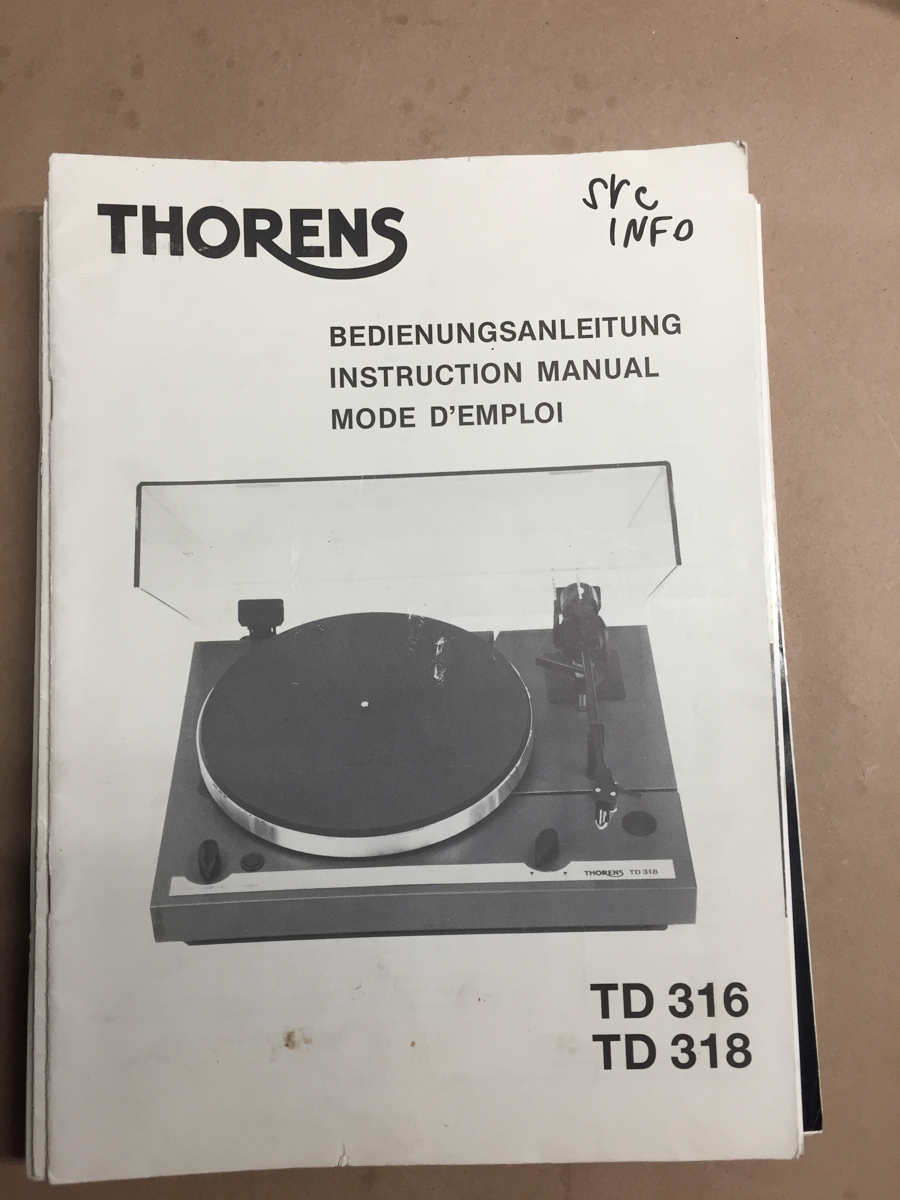 THORENS
src
INFO
BEDIENUNGSANLEITUNG
INSTRUCTION MANUAL
MODE D'EMPLOI
THORENS TD 318
TD 316
TD 318